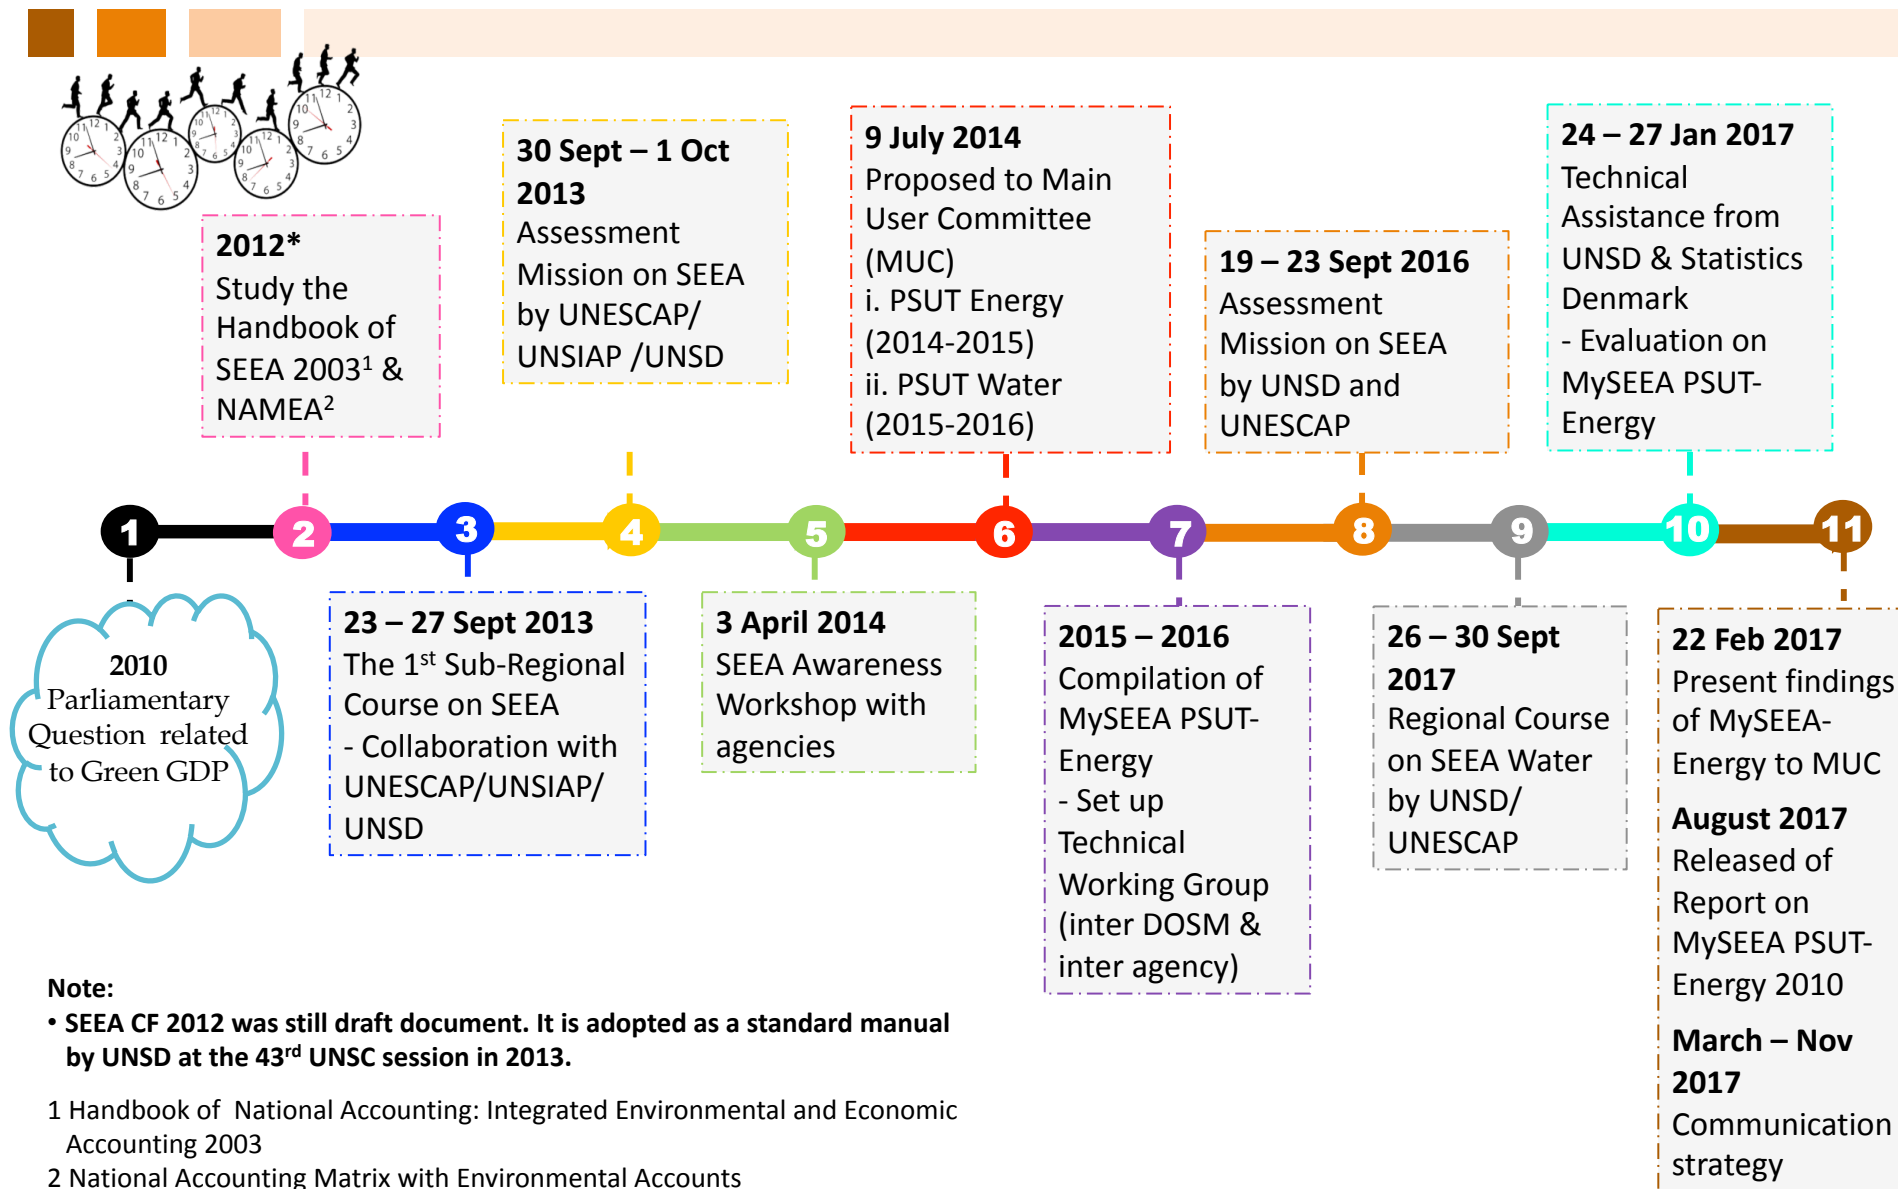 1
2010
Parliamentary
Question related
to Green GDP
2
2012*
Study the
Handbook of
SEEA 2003¹ &
NAMEA²
3
23 – 27 Sept 2013
The 1st Sub-Regional
Course on SEEA
- Collaboration with
UNESCAP/UNSIAP/
UNSD
4
30 Sept – 1 Oct
2013
Assessment
Mission on SEEA
by UNESCAP/
UNSIAP /UNSD
5
3 April 2014
SEEA Awareness
Workshop with
agencies
6
9 July 2014
Proposed to Main
User Committee
(MUC)
i. PSUT Energy
(2014-2015)
ii. PSUT Water
(2015-2016)
7
2015 – 2016
Compilation of
MySEEA PSUT-
Energy
- Set up
Technical
Working Group
(inter DOSM &
inter agency)
8
19 – 23 Sept 2016
Assessment
Mission on SEEA
by UNSD and
UNESCAP
9
26 – 30 Sept
2017
Regional Course
on SEEA Water
by UNSD/
UNESCAP
10
24 – 27 Jan 2017
Technical
Assistance from
UNSD & Statistics
Denmark
- Evaluation on
MySEEA PSUT-
Energy
11
22 Feb 2017
Present findings
of MySEEA-
Energy to MUC
August 2017
Released of
Report on
MySEEA PSUT-
Energy 2010
March – Nov
2017
Communication
strategy
Note:
• SEEA CF 2012 was still draft document. It is adopted as a standard manual
by UNSD at the 43rd UNSC session in 2013.
1 Handbook of National Accounting: Integrated Environmental and Economic
Accounting 2003
2 National Accounting Matrix with Environmental Accounts